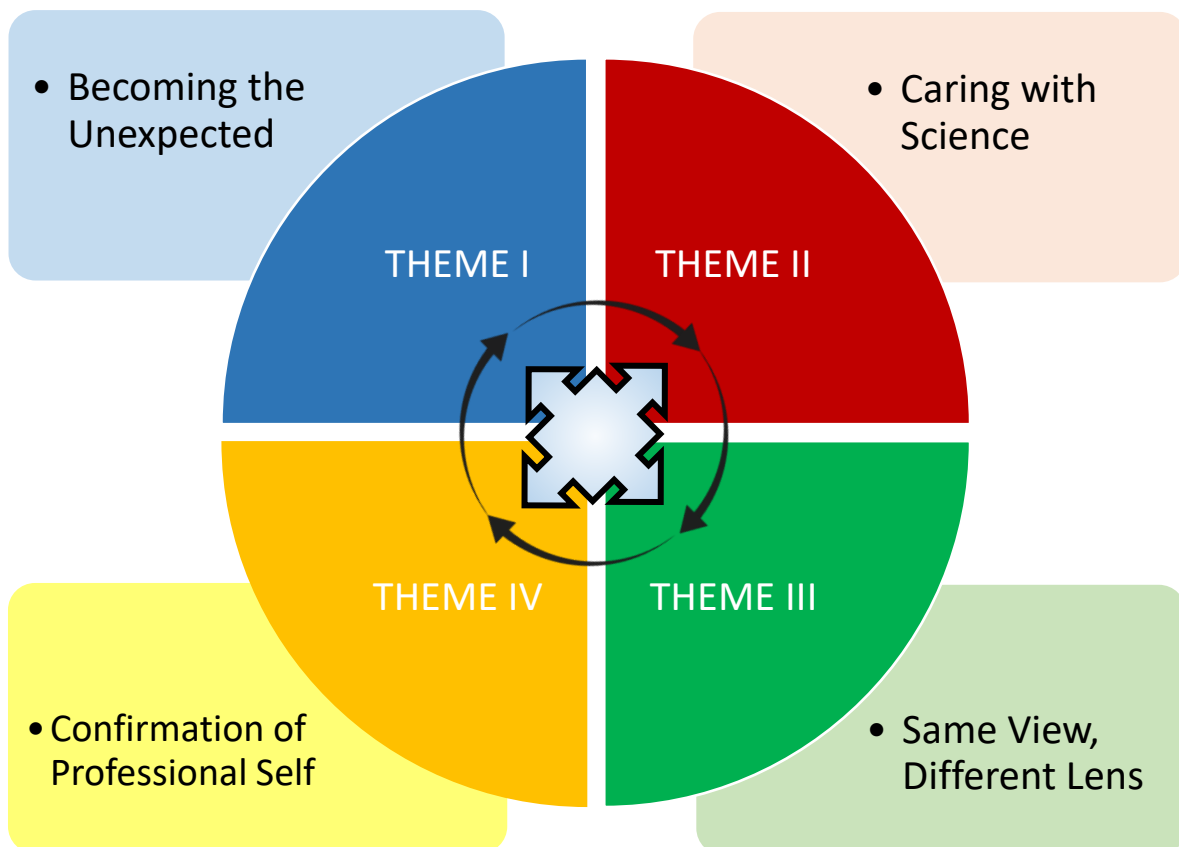 • Becoming the
Unexpected
• Caring with
Science
THEME I
THEME II
THEME IV
THEME III
• Confirmation of
Professional Self
• Same View,
Different Lens